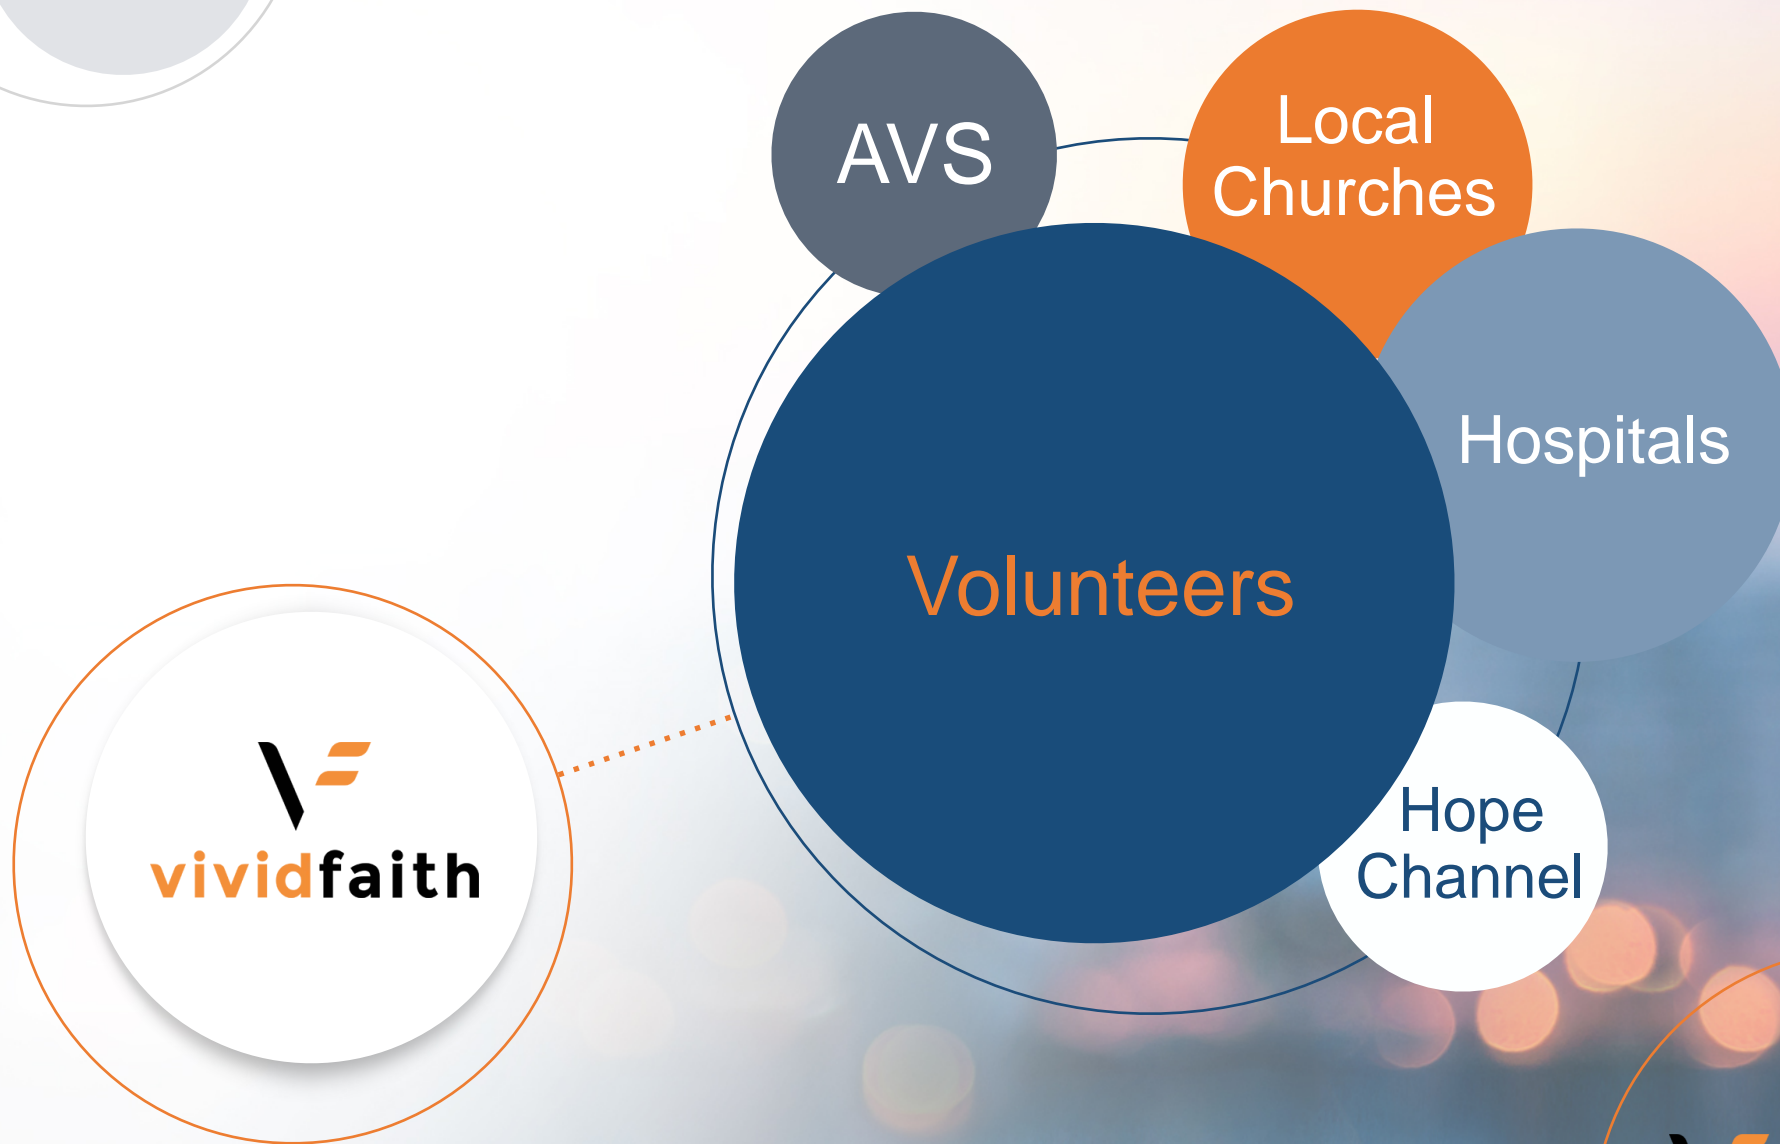 AVS
Local
Churches
Hospitals
Volunteers
Hope
Channel
vividfaith